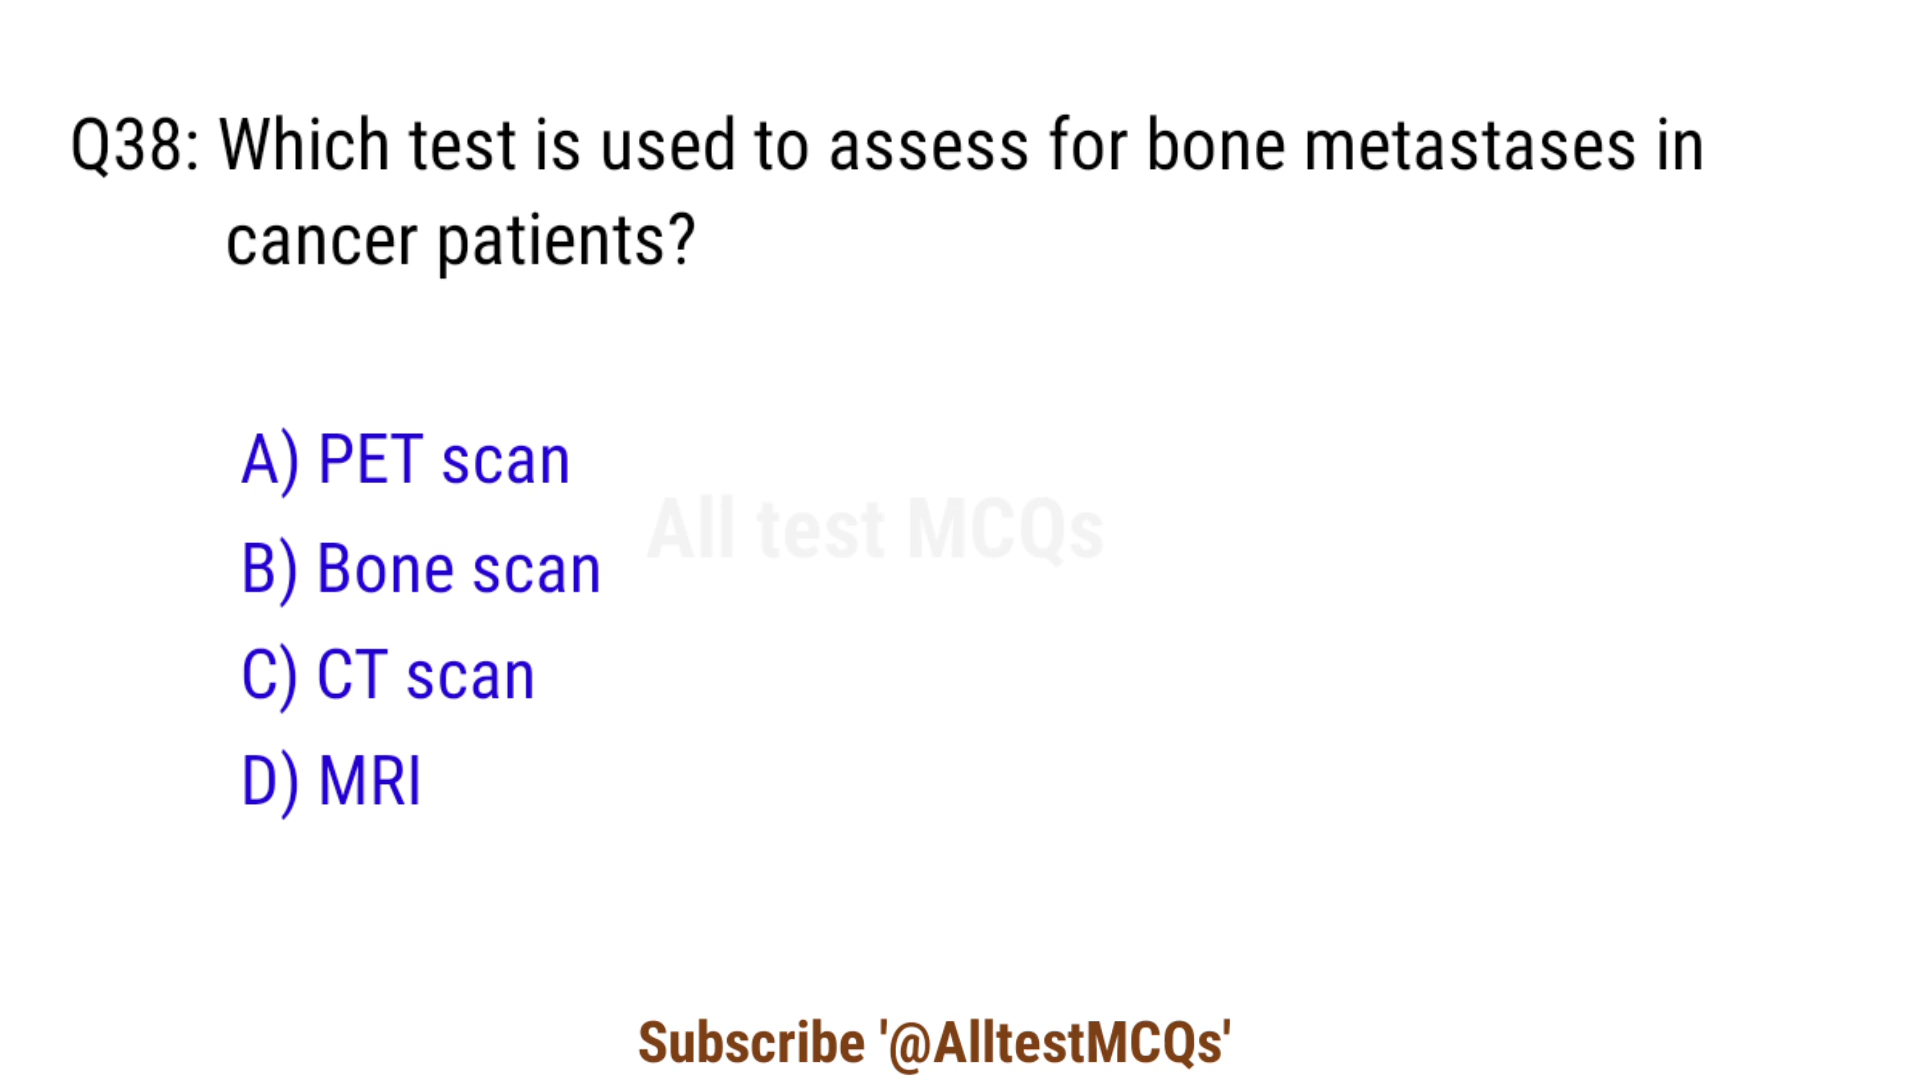 Q38: Which test is used to assess for bone metastases in
cancer patients?
A) PET scan
All test MCQs
B) Bone scan
C) CT scan
D) MRI
Subscribe '@AlltestMCQs'